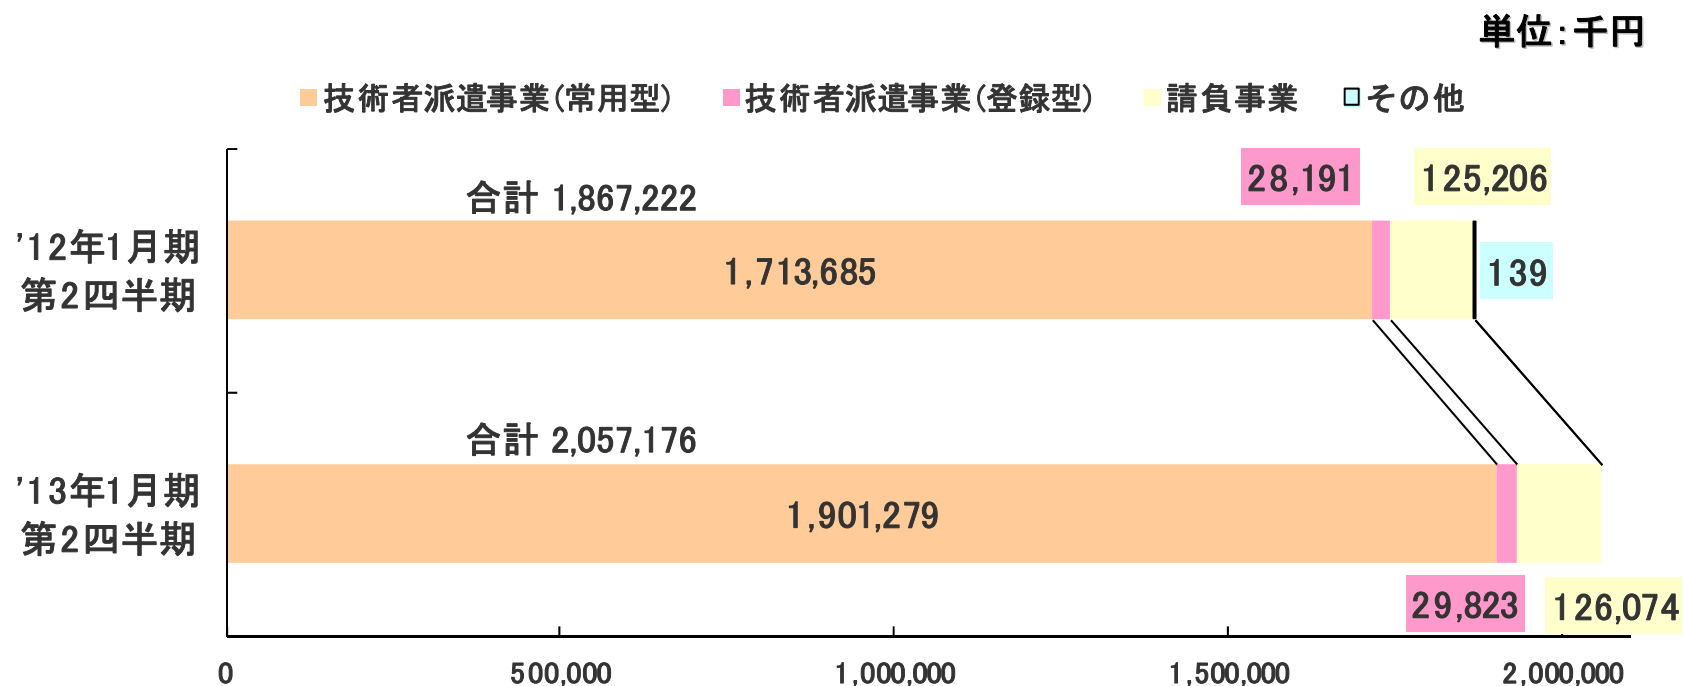 単位：千円
技術者派遣事業(常用型) 技術者派遣事業(登録型) 請負事業 その他
28,191 125,206
合計 1,867,222
’12年1月期
第2四半期
1,713,685
139
合計 2,057,176
’13年1月期
第2四半期
1,901,279
29,823 126,074
0 500,000 1,000,000 1,500,000 2,000,000